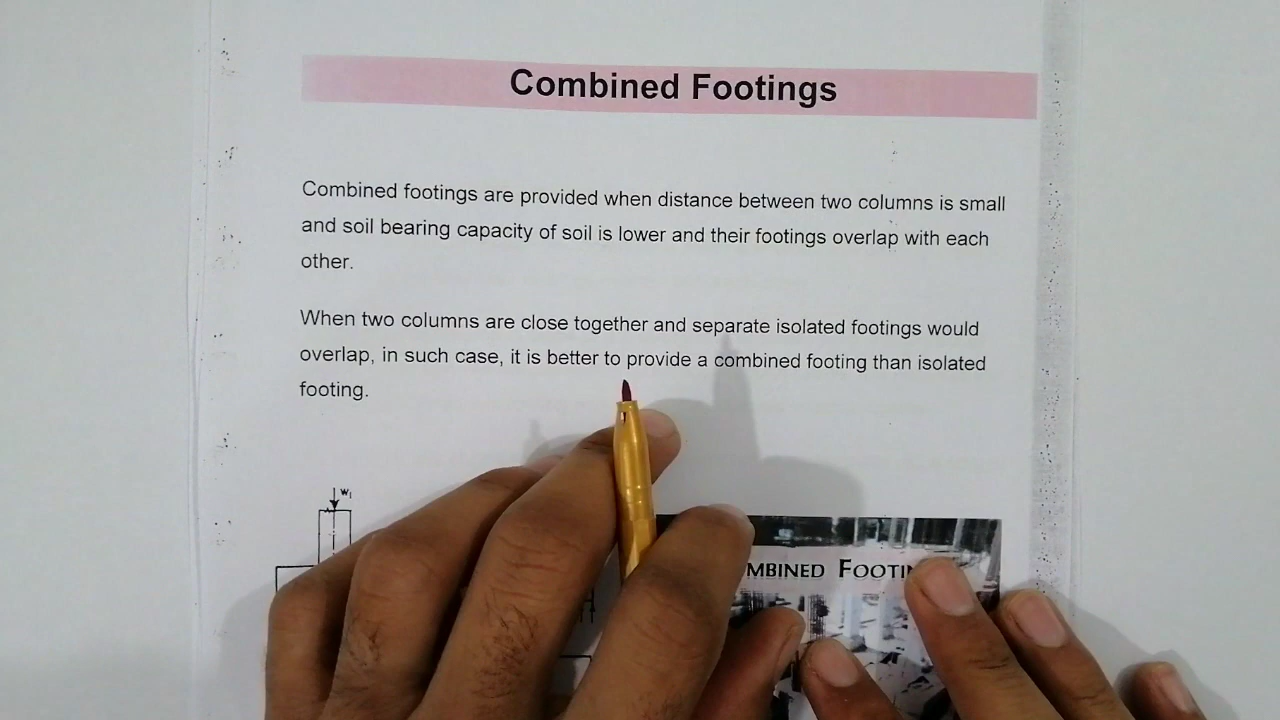 Combined Footings
Combined footings are provided when distance between two columns is small
and soil bearing capacity of soil is lower and their footings overlap with each
other.
When two columns are close together and separate isolated footings would
overlap, in such case, it is better to provide a combined footing than isolated
footing.
W1